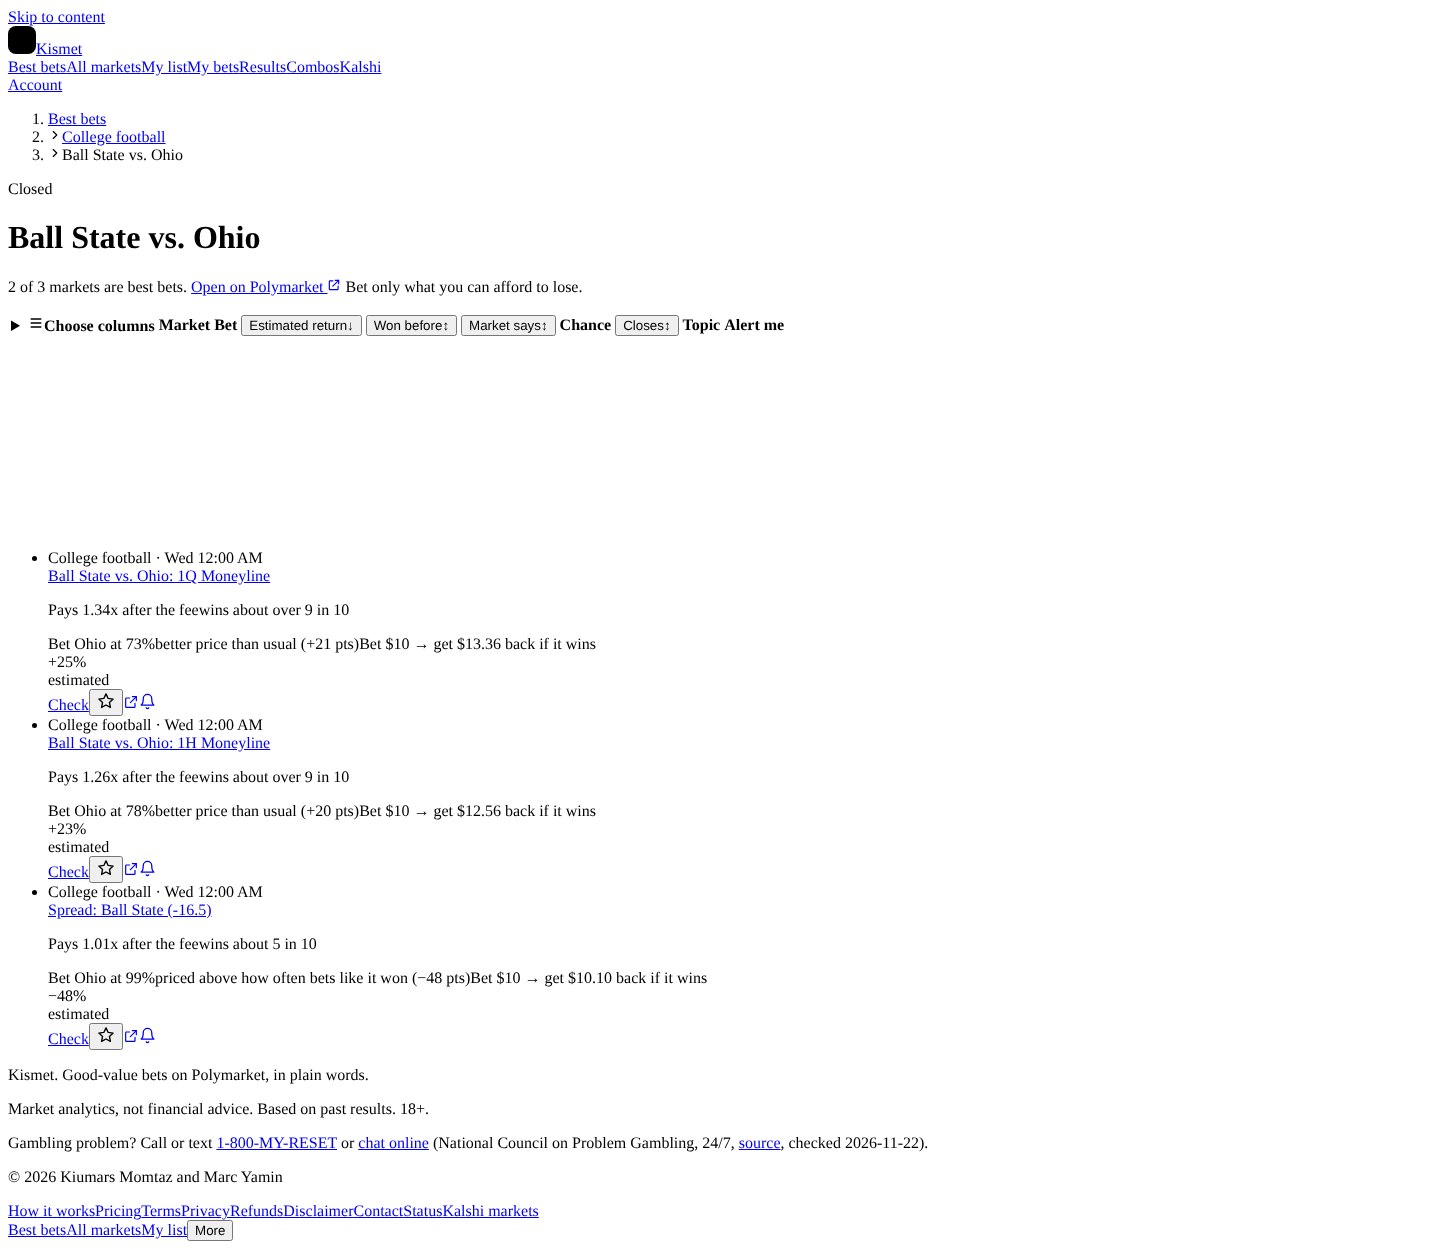 Skip to content
Kismet
Best betsAll marketsMy listMy betsResultsCombosKalshi
Account
1. Best bets
2. College football
3. Ball State vs. Ohio
Closed
Ball State vs. Ohio
2 of 3 markets are best bets. Open on Polymarket Bet only what you can afford to lose.
Choose columns Market Bet Estimated return↓ Won before↕ Market says↕ Chance Closes↕ Topic Alert me
College football · Wed 12:00 AM
Ball State vs. Ohio: 1Q Moneyline
Pays 1.34x after the feewins about over 9 in 10
Bet Ohio at 73%better price than usual (+21 pts)Bet $10 → get $13.36 back if it wins
+25%
estimated
Check
College football · Wed 12:00 AM
Ball State vs. Ohio: 1H Moneyline
Pays 1.26x after the feewins about over 9 in 10
Bet Ohio at 78%better price than usual (+20 pts)Bet $10 → get $12.56 back if it wins
+23%
estimated
Check
College football · Wed 12:00 AM
Spread: Ball State (-16.5)
Pays 1.01x after the feewins about 5 in 10
Bet Ohio at 99%priced above how often bets like it won (−48 pts)Bet $10 → get $10.10 back if it wins
−48%
estimated
Check
Kismet. Good-value bets on Polymarket, in plain words.
Market analytics, not financial advice. Based on past results. 18+.
Gambling problem? Call or text 1-800-MY-RESET or chat online (National Council on Problem Gambling, 24/7, source, checked 2026-11-22).
© 2026 Kiumars Momtaz and Marc Yamin
How it worksPricingTermsPrivacyRefundsDisclaimerContactStatusKalshi markets
Best betsAll marketsMy listMore